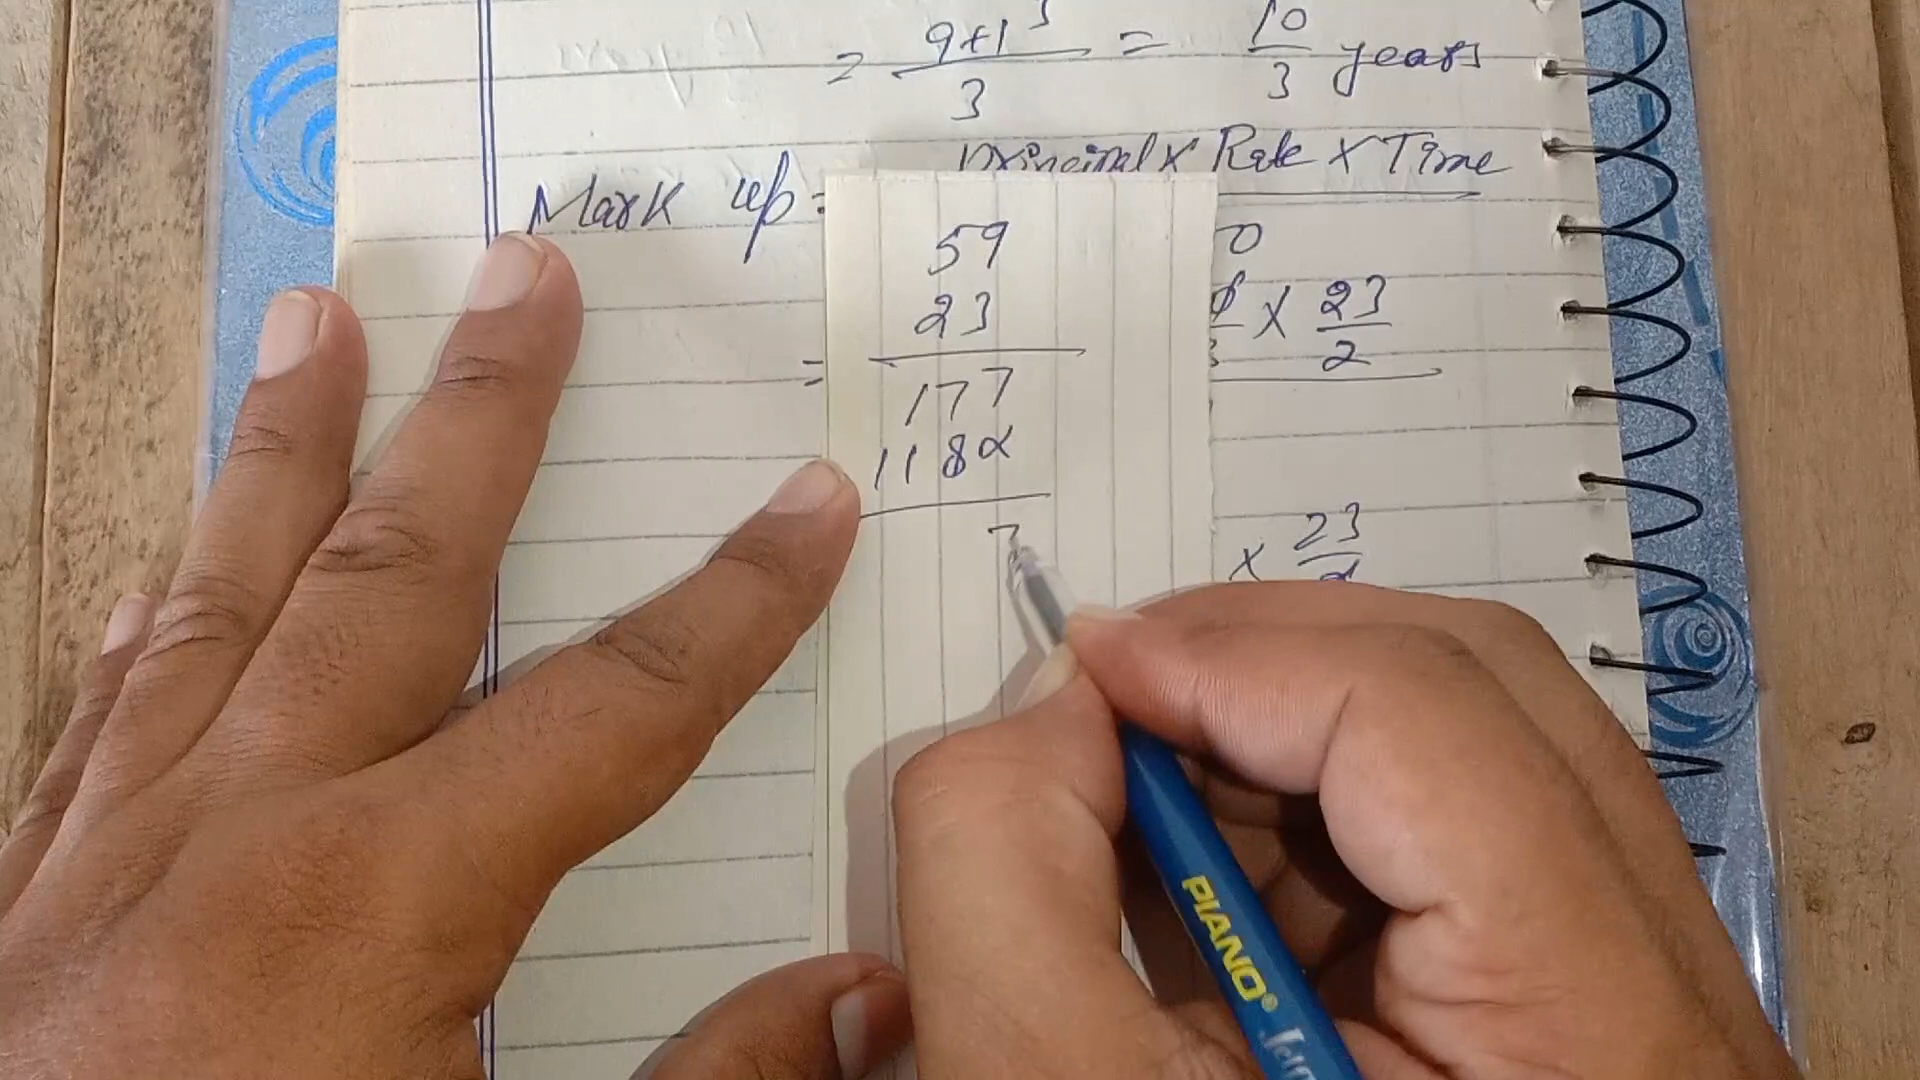 = 9+1 / 3 = 10 / 3 years
Mark up = Principal x Rate x Time
59
23
177
118x
7
0
x 23 / 2
=
x 23
PIANO®